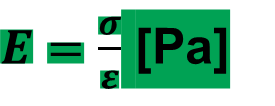 E = σ/ε [Pa]